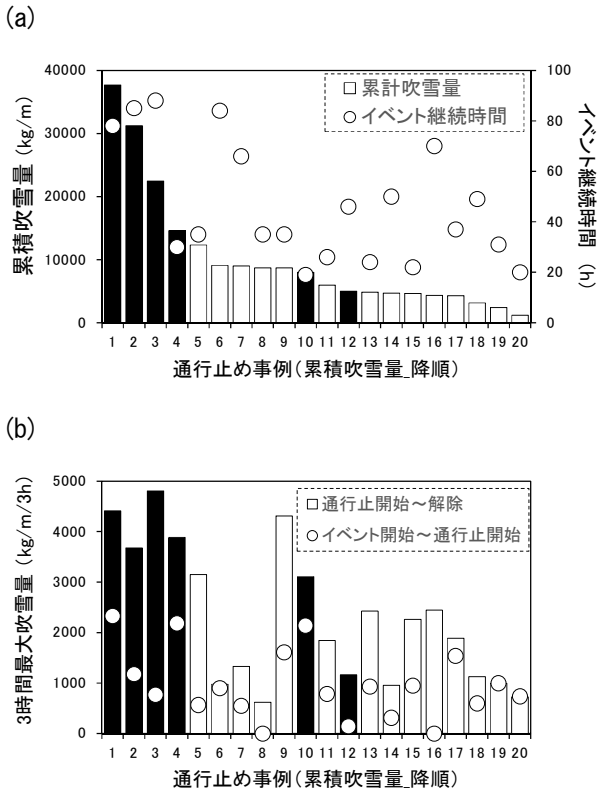 (a)
累積吹雪量 (kg/m)
40000
30000
20000
10000
0
累計吹雪量
イベント継続時間
100
80
60
40
20
0
イベント継続時間 (h)
1 2 3 4 5 6 7 8 9 10 11 12 13 14 15 16 17 18 19 20
通行止め事例(累積吹雪量_降順)
(b)
3時間最大吹雪量 (kg/m/3h)
5000
4000
3000
2000
1000
0
通行止開始～解除
イベント開始～通行止開始
1 2 3 4 5 6 7 8 9 10 11 12 13 14 15 16 17 18 19 20
通行止め事例(累積吹雪量_降順)